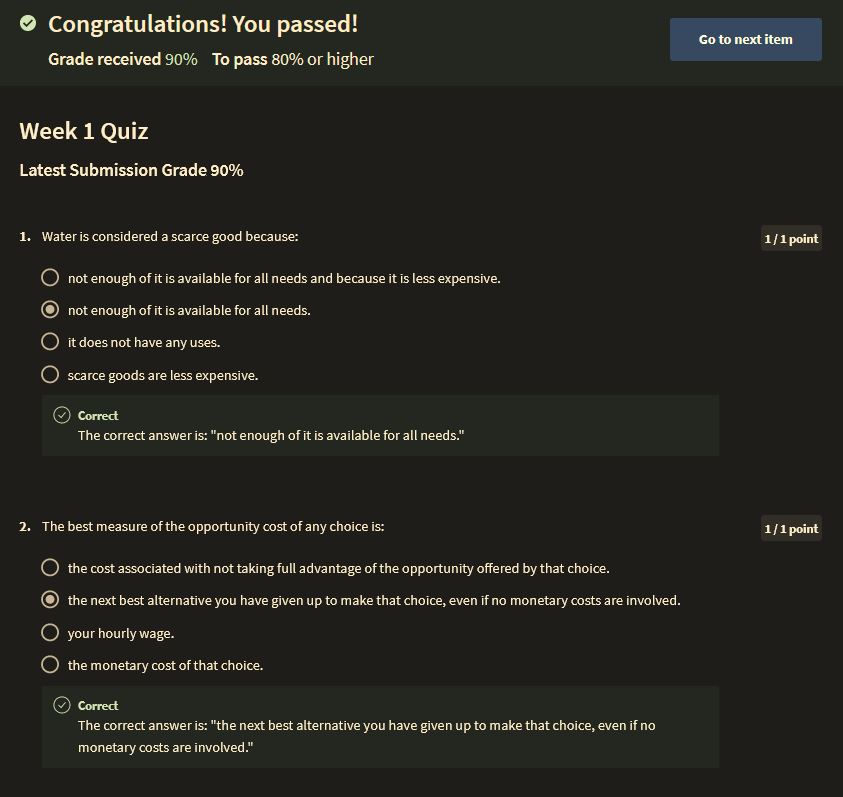 Congratulations! You passed!
Go to next item
Grade received 90% To pass 80% or higher
Week 1 Quiz
Latest Submission Grade 90%
1. Water is considered a scarce good because:
1 / 1 point
not enough of it is available for all needs and because it is less expensive.
not enough of it is available for all needs.
it does not have any uses.
scarce goods are less expensive.
Correct
The correct answer is: "not enough of it is available for all needs."
2. The best measure of the opportunity cost of any choice is:
1 / 1 point
the cost associated with not taking full advantage of the opportunity offered by that choice.
the next best alternative you have given up to make that choice, even if no monetary costs are involved.
your hourly wage.
the monetary cost of that choice.
Correct
The correct answer is: "the next best alternative you have given up to make that choice, even if no
monetary costs are involved."